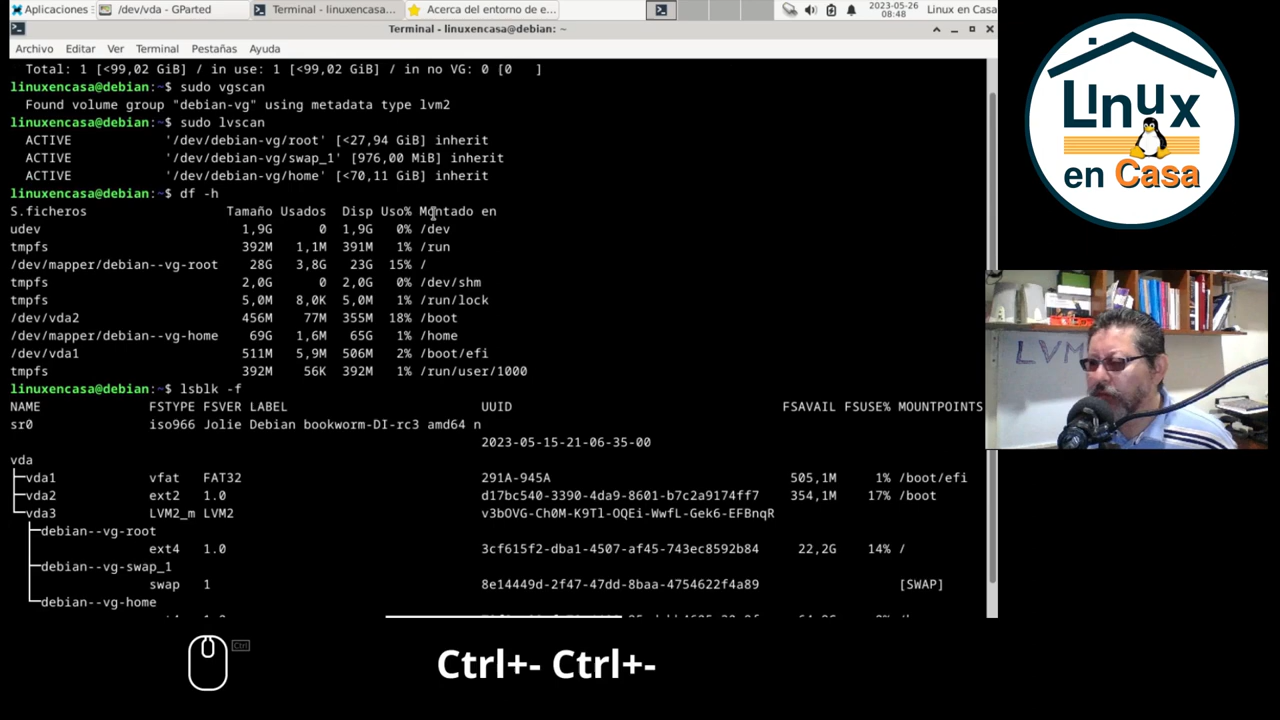 Aplicaciones
/dev/vda - GParted
Terminal - linuxencasa...
Acerca del entorno de e...
2023-05-26
08:48
Linux en Casa
Terminal - linuxencasa@debian: ~
Archivo Editar Ver Terminal Pestañas Ayuda
Total: 1 [<99,02 GiB] / in use: 1 [<99,02 GiB] / in no VG: 0 [0   ]
linuxencasa@debian:~$ sudo vgscan
Found volume group "debian-vg" using metadata type lvm2
linuxencasa@debian:~$ sudo lvscan
ACTIVE '/dev/debian-vg/root' [<27,94 GiB] inherit
ACTIVE '/dev/debian-vg/swap_1' [976,00 MiB] inherit
ACTIVE '/dev/debian-vg/home' [<70,11 GiB] inherit
linuxencasa@debian:~$ df -h
S.ficheros Tamaño Usados Disp Uso% Montado en
udev 1,9G 0 1,9G 0% /dev
tmpfs 392M 1,1M 391M 1% /run
/dev/mapper/debian--vg-root 28G 3,8G 23G 15% /
tmpfs 2,0G 0 2,0G 0% /dev/shm
tmpfs 5,0M 8,0K 5,0M 1% /run/lock
/dev/vda2 456M 77M 355M 18% /boot
/dev/mapper/debian--vg-home 69G 1,6M 65G 1% /home
/dev/vda1 511M 5,9M 506M 2% /boot/efi
tmpfs 392M 56K 392M 1% /run/user/1000
linuxencasa@debian:~$ lsblk -f
NAME FSTYPE FSVER LABEL UUID FSAVAIL FSUSE% MOUNTPOINTS
sr0 iso966 Jolie Debian bookworm-DI-rc3 amd64 n
2023-05-15-21-06-35-00
vda
vda1 vfat FAT32 291A-945A 505,1M 1% /boot/efi
vda2 ext2 1.0 d17bc540-3390-4da9-8601-b7c2a9174ff7 354,1M 17% /boot
vda3 LVM2_m LVM2 v3bOVG-Ch0M-K9Tl-OQEi-WwfL-Gek6-EFBnqR
debian--vg-root
ext4 1.0 3cf615f2-dba1-4507-af45-743ec8592b84 22,2G 14% /
debian--vg-swap_1
swap 1 8e14449d-2f47-47dd-8baa-4754622f4a89 [SWAP]
debian--vg-home
Linux
en Casa
LVM
Ctrl
Ctrl+- Ctrl+-